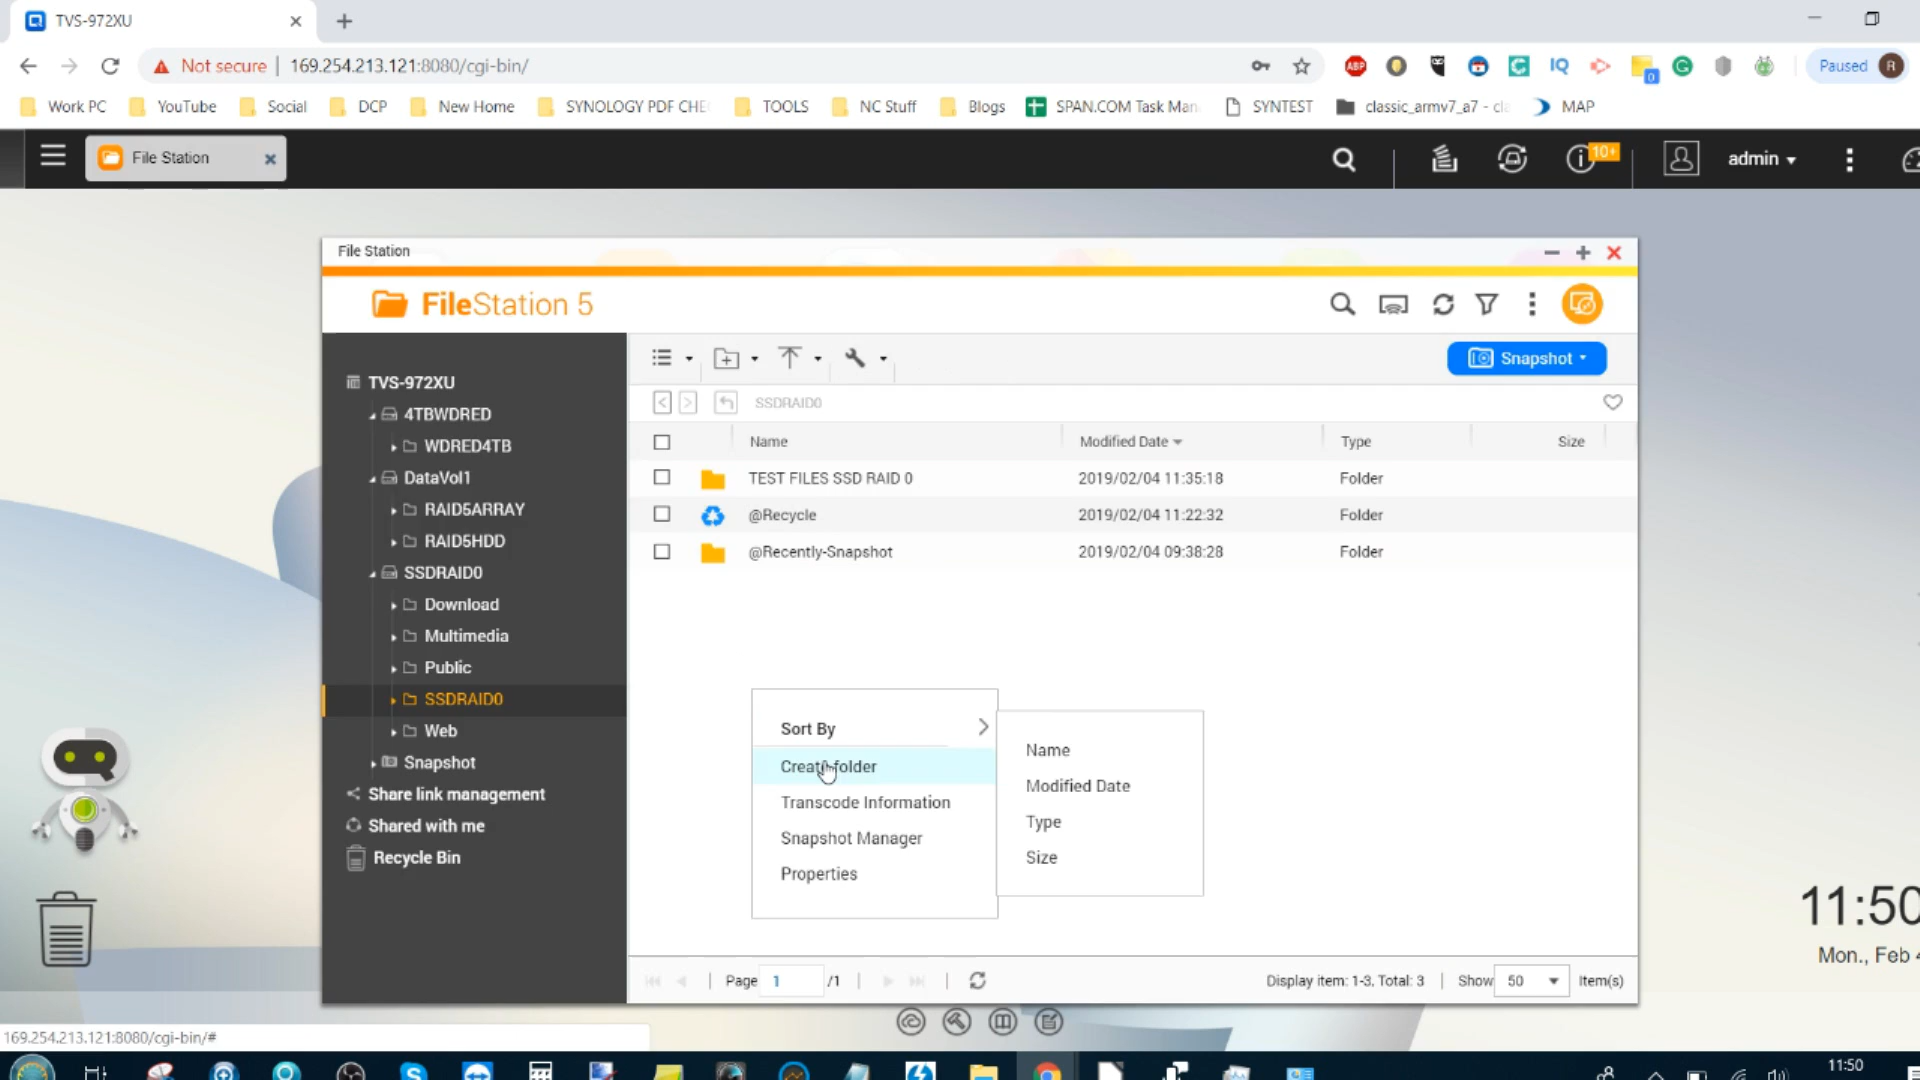 TVS-972XU
Not secure
169.254.213.121:8080/cgi-bin/
ABP
IQ
0
Paused
R
Work PC
YouTube
Social
DCP
New Home
SYNOLOGY PDF CHE
TOOLS
NC Stuff
Blogs
SPAN.COM Task Man
SYNTEST
classic_armv7_a7 - cla
MAP
File Station
10+
admin
File Station
FileStation 5
TVS-972XU
4TBWDRED
WDRED4TB
DataVol1
RAID5ARRAY
RAID5HDD
SSDRAID0
Download
Multimedia
Public
SSDRAID0
Web
Snapshot
Share link management
Shared with me
Recycle Bin
Snapshot
SSDRAID0
Name
Modified Date
Type
Size
TEST FILES SSD RAID 0
2019/02/04 11:35:18
Folder
@Recycle
2019/02/04 11:22:32
Folder
@Recently-Snapshot
2019/02/04 09:38:28
Folder
Sort By
Create folder
Transcode Information
Snapshot Manager
Properties
Name
Modified Date
Type
Size
Page 1 /1
Display item: 1-3, Total: 3
Show 50 Item(s)
11:50
Mon., Feb 4
169.254.213.121:8080/cgi-bin/#
11:50